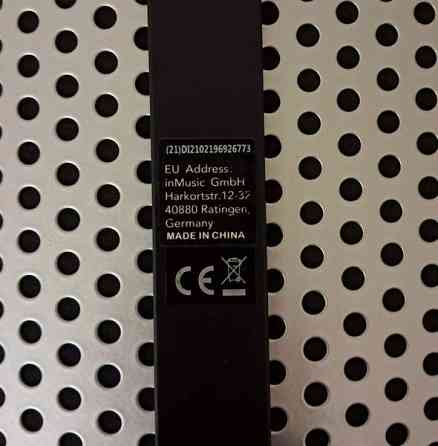 (21)DI2102196926773
EU Address:
inMusic GmbH
Harkortstr.12-32
40880 Ratingen,
Germany
MADE IN CHINA
CE